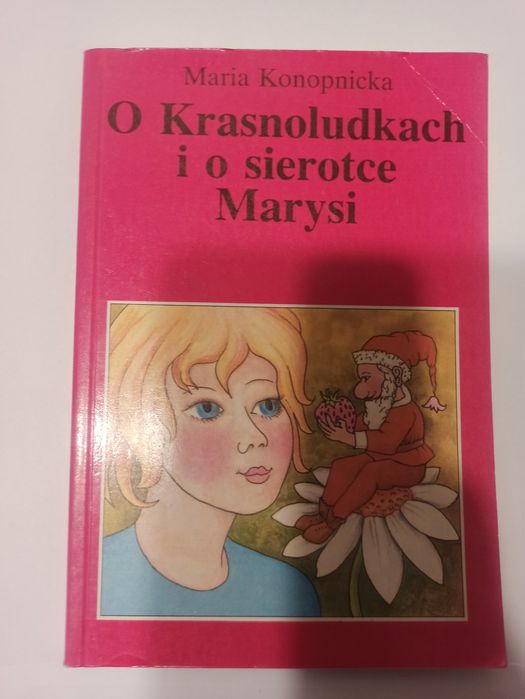 Maria Konopnicka
O Krasnoludkach
i o sierotce
Marysi